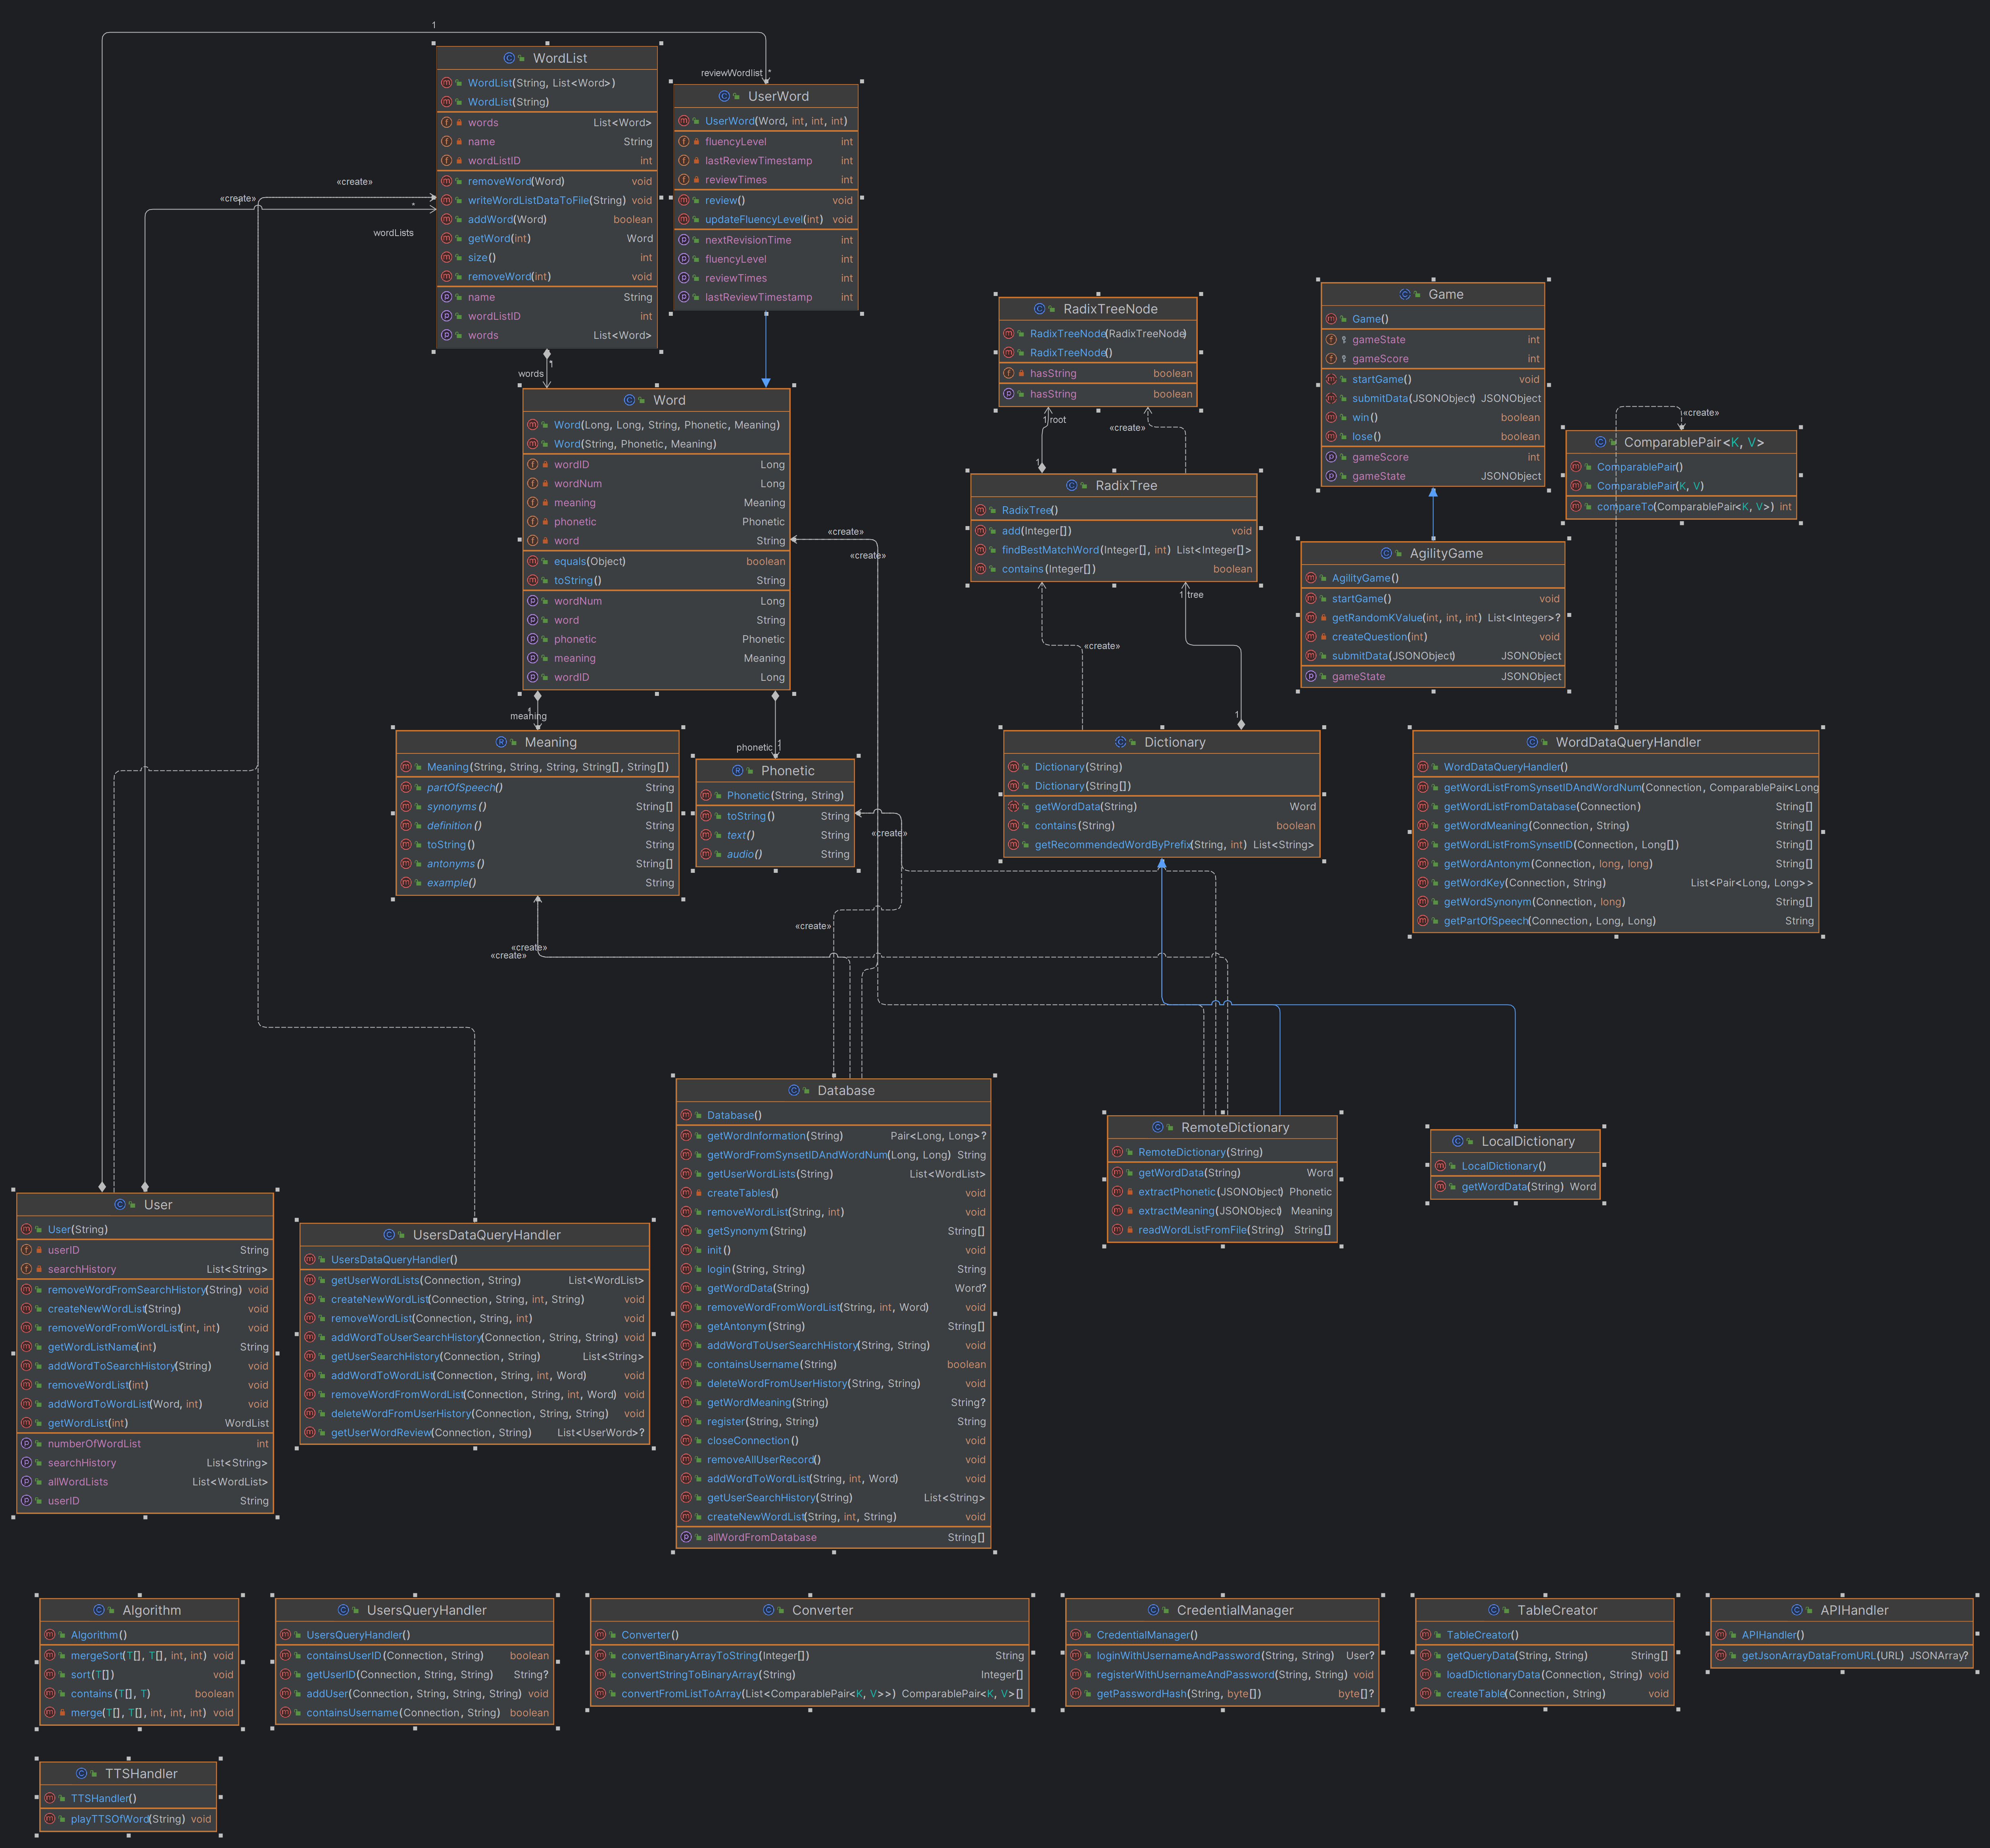 1
reviewWordlist *
«create»
«create»
1
*
wordLists
WordList
WordList(String, List<Word>)
WordList(String)
words List<Word>
name String
wordListID int
removeWord(Word) void
writeWordListDataToFile(String) void
addWord(Word) boolean
getWord(int) Word
size() int
removeWord(int) void
name String
wordListID int
words List<Word>
UserWord
UserWord(Word, int, int, int)
fluencyLevel int
lastReviewTimestamp int
reviewTimes int
review() void
updateFluencyLevel(int) void
nextRevisionTime int
fluencyLevel int
reviewTimes int
lastReviewTimestamp int
1
words
Word
Word(Long, Long, String, Phonetic, Meaning)
Word(String, Phonetic, Meaning)
wordID Long
wordNum Long
meaning Meaning
phonetic Phonetic
word String
equals(Object) boolean
toString() String
wordNum Long
word String
phonetic Phonetic
meaning Meaning
wordID Long
«create»
«create»
RadixTreeNode
RadixTreeNode(RadixTreeNode)
RadixTreeNode()
hasString boolean
hasString boolean
1 root
«create»
1
RadixTree
RadixTree()
add(Integer[]) void
findBestMatchWord(Integer[], int) List<Integer[]>
contains(Integer[]) boolean
1 tree
«create»
1
Game
Game()
gameState int
gameScore int
startGame() void
submitData(JSONObject) JSONObject
win() boolean
lose() boolean
gameScore int
gameState JSONObject
«create»
ComparablePair<K, V>
ComparablePair()
ComparablePair(K, V)
compareTo(ComparablePair<K, V>) int
AgilityGame
AgilityGame()
startGame() void
getRandomKValue(int, int, int) List<Integer>?
createQuestion(int) void
submitData(JSONObject) JSONObject
gameState JSONObject
1
meaning
phonetic 1
Meaning
Meaning(String, String, String, String[], String[])
partOfSpeech() String
synonyms() String[]
definition() String
toString() String
antonyms() String[]
example() String
Phonetic
Phonetic(String, String)
toString() String
text() String
audio() String
«create»
«create»
«create»
«create»
Dictionary
Dictionary(String)
Dictionary(String[])
getWordData(String) Word
contains(String) boolean
getRecommendedWordByPrefix(String, int) List<String>
WordDataQueryHandler
WordDataQueryHandler()
getWordListFromSynsetIDAndWordNum(Connection, ComparablePair<Long
getWordListFromDatabase(Connection) String[]
getWordMeaning(Connection, String) String[]
getWordListFromSynsetID(Connection, Long[]) String[]
getWordAntonym(Connection, long, long) String[]
getWordKey(Connection, String) List<Pair<Long, Long>>
getWordSynonym(Connection, long) String[]
getPartOfSpeech(Connection, Long, Long) String
User
User(String)
userID String
searchHistory List<String>
removeWordFromSearchHistory(String) void
createNewWordList(String) void
removeWordFromWordList(int, int) void
getWordListName(int) String
addWordToSearchHistory(String) void
removeWordList(int) void
addWordToWordList(Word, int) void
getWordList(int) WordList
numberOfWordList int
searchHistory List<String>
allWordLists List<WordList>
userID String
UsersDataQueryHandler
UsersDataQueryHandler()
getUserWordLists(Connection, String) List<WordList>
createNewWordList(Connection, String, int, String) void
removeWordList(Connection, String, int) void
addWordToUserSearchHistory(Connection, String, String) void
getUserSearchHistory(Connection, String) List<String>
addWordToWordList(Connection, String, int, Word) void
removeWordFromWordList(Connection, String, int, Word) void
deleteWordFromUserHistory(Connection, String, String) void
getUserWordReview(Connection, String) List<UserWord>?
Database
Database()
getWordInformation(String) Pair<Long, Long>?
getWordFromSynsetIDAndWordNum(Long, Long) String
getUserWordLists(String) List<WordList>
createTables() void
removeWordList(String, int) void
getSynonym(String) String[]
init() void
login(String, String) String
getWordData(String) Word?
removeWordFromWordList(String, int, Word) void
getAntonym(String) String[]
addWordToUserSearchHistory(String, String) void
containsUsername(String) boolean
deleteWordFromUserHistory(String, String) void
getWordMeaning(String) String?
register(String, String) String
closeConnection() void
removeAllUserRecord() void
addWordToWordList(String, int, Word) void
getUserSearchHistory(String) List<String>
createNewWordList(String, int, String) void
allWordFromDatabase String[]
RemoteDictionary
RemoteDictionary(String)
getWordData(String) Word
extractPhonetic(JSONObject) Phonetic
extractMeaning(JSONObject) Meaning
readWordListFromFile(String) String[]
LocalDictionary
LocalDictionary()
getWordData(String) Word
Algorithm
Algorithm()
mergeSort(T[], T[], int, int) void
sort(T[]) void
contains(T[], T) boolean
merge(T[], T[], int, int, int) void
UsersQueryHandler
UsersQueryHandler()
containsUserID(Connection, String) boolean
getUserID(Connection, String, String) String?
addUser(Connection, String, String, String) void
containsUsername(Connection, String) boolean
Converter
Converter()
convertBinaryArrayToString(Integer[]) String
convertStringToBinaryArray(String) Integer[]
convertFromListToArray(List<ComparablePair<K, V>>) ComparablePair<K, V>[]
CredentialManager
CredentialManager()
loginWithUsernameAndPassword(String, String) User?
registerWithUsernameAndPassword(String, String) void
getPasswordHash(String, byte[]) byte[]?
TableCreator
TableCreator()
getQueryData(String, String) String[]
loadDictionaryData(Connection, String) void
createTable(Connection, String) void
APIHandler
APIHandler()
getJsonArrayDataFromURL(URL) JSONArray?
TTSHandler
TTSHandler()
playTTSOfWord(String) void